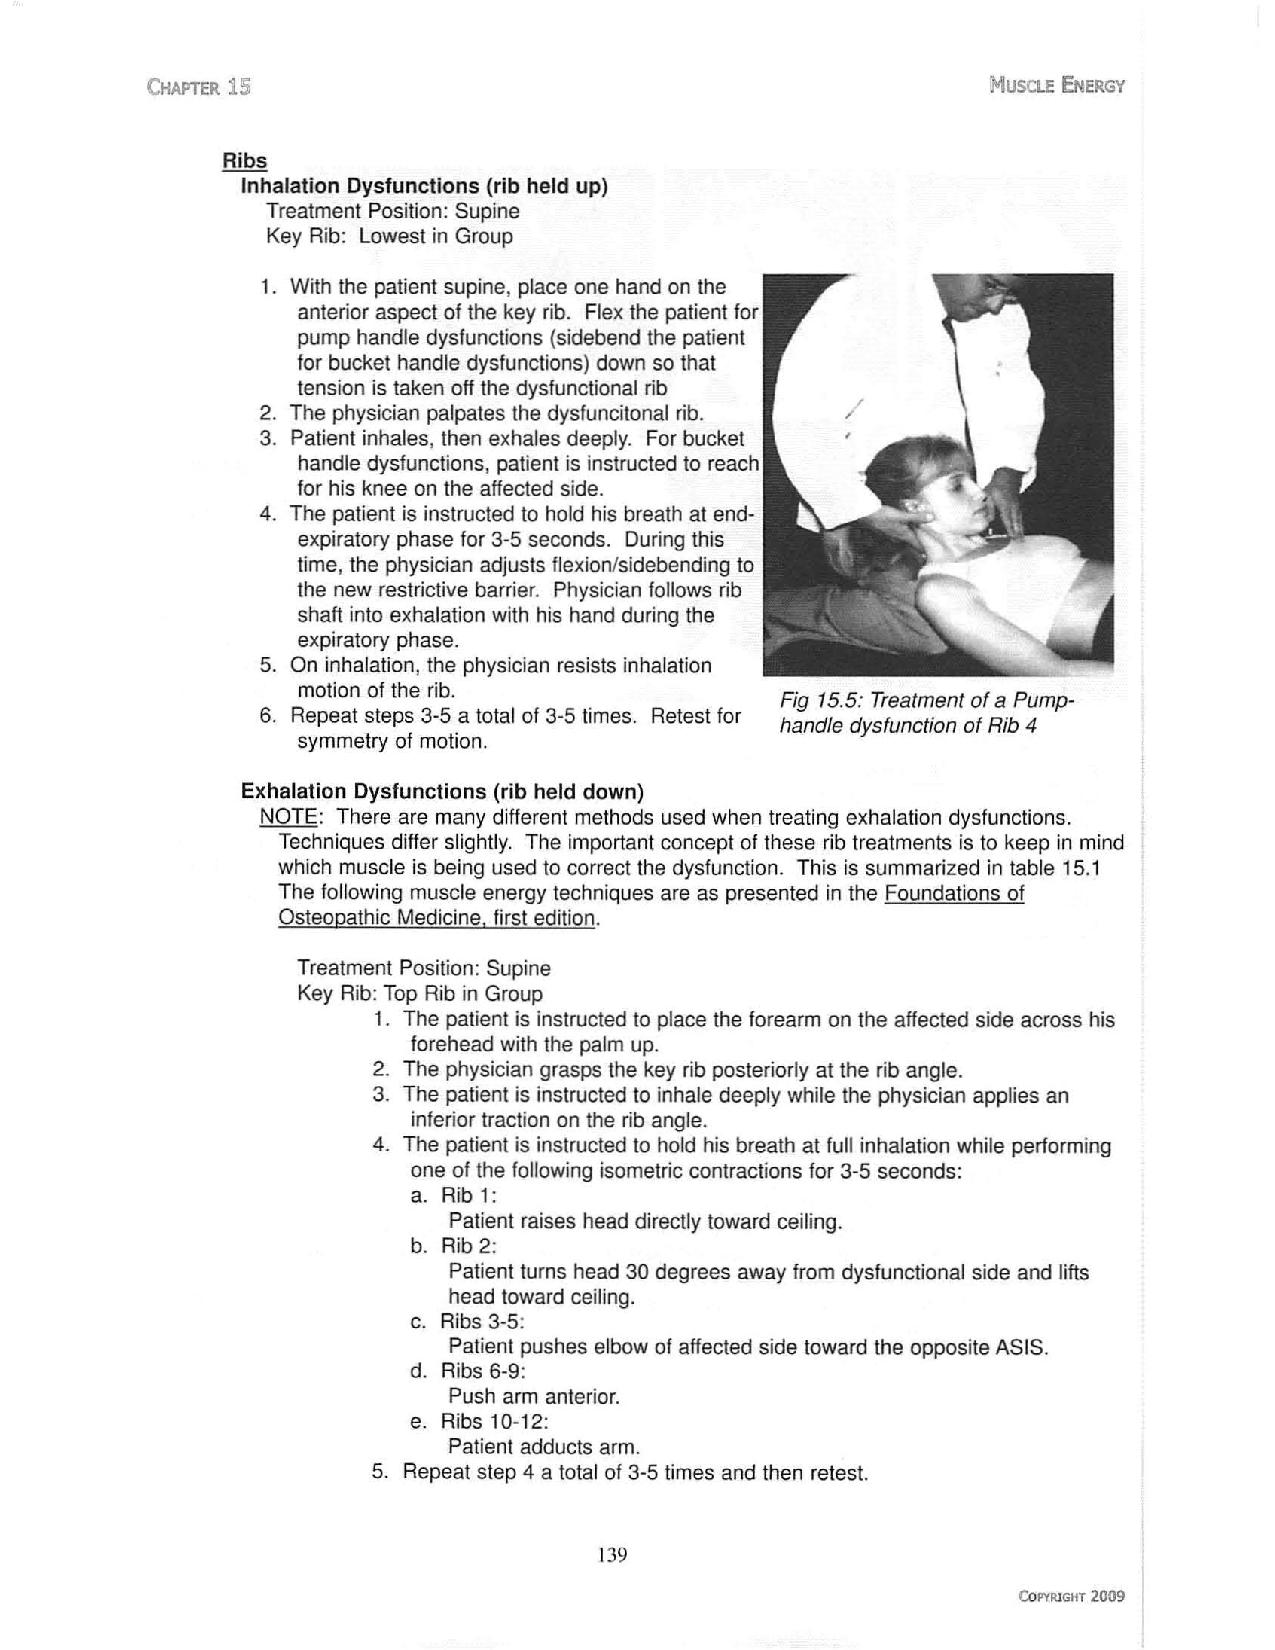 CHAPTER 15
MUSCLE ENERGY
Ribs
Inhalation Dysfunctions (rib held up)
Treatment Position: Supine
Key Rib: Lowest in Group
1. With the patient supine, place one hand on the
anterior aspect of the key rib. Flex the patient for
pump handle dysfunctions (sidebend the patient
for bucket handle dysfunctions) down so that
tension is taken off the dysfunctional rib
2. The physician palpates the dysfuncitonal rib.
3. Patient inhales, then exhales deeply. For bucket
handle dysfunctions, patient is instructed to reach
for his knee on the affected side.
4. The patient is instructed to hold his breath at end-
expiratory phase for 3-5 seconds. During this
time, the physician adjusts flexion/sidebending to
the new restrictive barrier. Physician follows rib
shaft into exhalation with his hand during the
expiratory phase.
5. On inhalation, the physician resists inhalation
motion of the rib.
6. Repeat steps 3-5 a total of 3-5 times. Retest for
symmetry of motion.
Fig 15.5: Treatment of a Pump-
handle dysfunction of Rib 4
Exhalation Dysfunctions (rib held down)
NOTE: There are many different methods used when treating exhalation dysfunctions.
Techniques differ slightly. The important concept of these rib treatments is to keep in mind
which muscle is being used to correct the dysfunction. This is summarized in table 15.1
The following muscle energy techniques are as presented in the Foundations of
Osteopathic Medicine, first edition.
Treatment Position: Supine
Key Rib: Top Rib in Group
1. The patient is instructed to place the forearm on the affected side across his
forehead with the palm up.
2. The physician grasps the key rib posteriorly at the rib angle.
3. The patient is instructed to inhale deeply while the physician applies an
inferior traction on the rib angle.
4. The patient is instructed to hold his breath at full inhalation while performing
one of the following isometric contractions for 3-5 seconds:
a. Rib 1:
Patient raises head directly toward ceiling.
b. Rib 2:
Patient turns head 30 degrees away from dysfunctional side and lifts
head toward ceiling.
c. Ribs 3-5:
Patient pushes elbow of affected side toward the opposite ASIS.
d. Ribs 6-9:
Push arm anterior.
e. Ribs 10-12:
Patient adducts arm.
5. Repeat step 4 a total of 3-5 times and then retest.
139
COPYRIGHT 2009